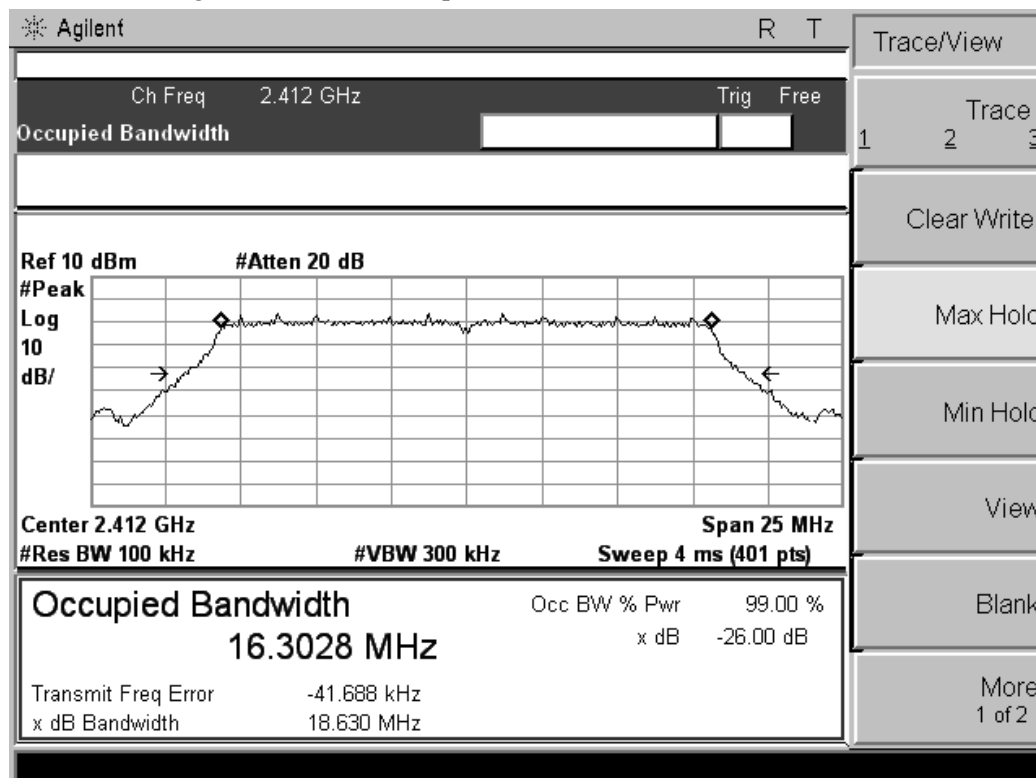 Agilent R T
Trace/View
Ch Freq 2.412 GHz Trig Free
Occupied Bandwidth
Trace
1 2 3
Clear Write
Max Hold
Min Hold
View
Blank
More
1 of 2
Ref 10 dBm #Atten 20 dB
#Peak
Log
10
dB/
Center 2.412 GHz Span 25 MHz
#Res BW 100 kHz #VBW 300 kHz Sweep 4 ms (401 pts)
Occupied Bandwidth Occ BW % Pwr 99.00 %
16.3028 MHz x dB -26.00 dB
Transmit Freq Error -41.688 kHz
x dB Bandwidth 18.630 MHz